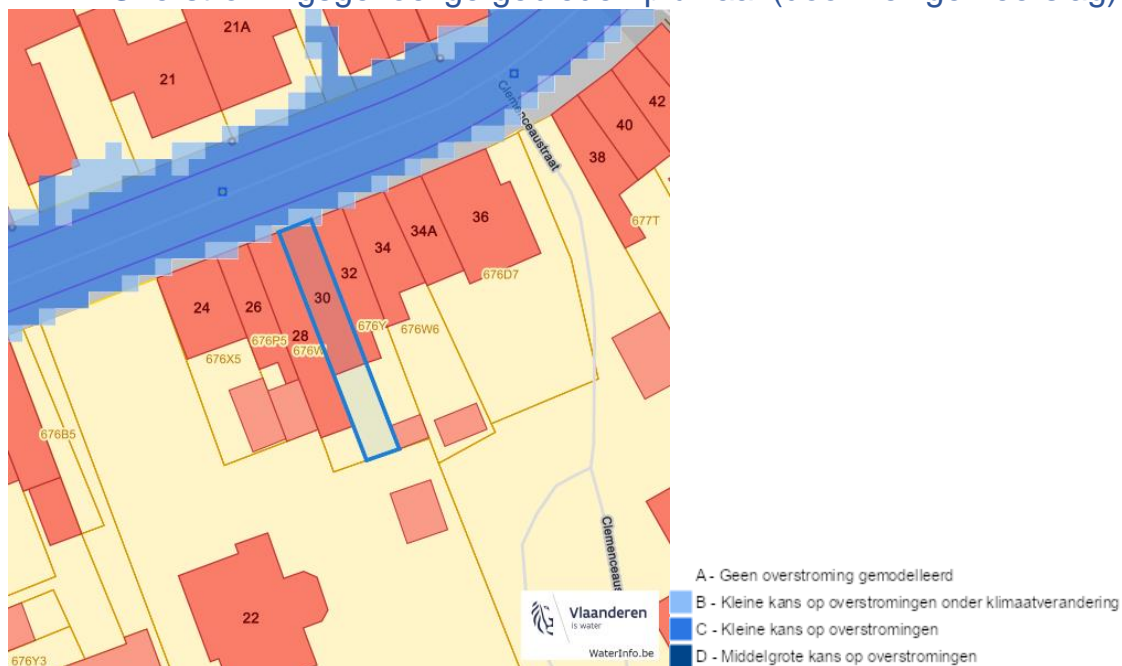 21A
21
42
40
Clemenceaustraat
38
36
34A
677T
34
32
676D7
30
24
26
676Y
676W6
28
676P5
676X5
676B5
Clemenceaus
22
676Y3
Vlaanderen
is water
WaterInfo.be
A - Geen overstroming gemodelleerd
B - Kleine kans op overstromingen onder klimaatverandering
C - Kleine kans op overstromingen
D - Middelgrote kans op overstromingen